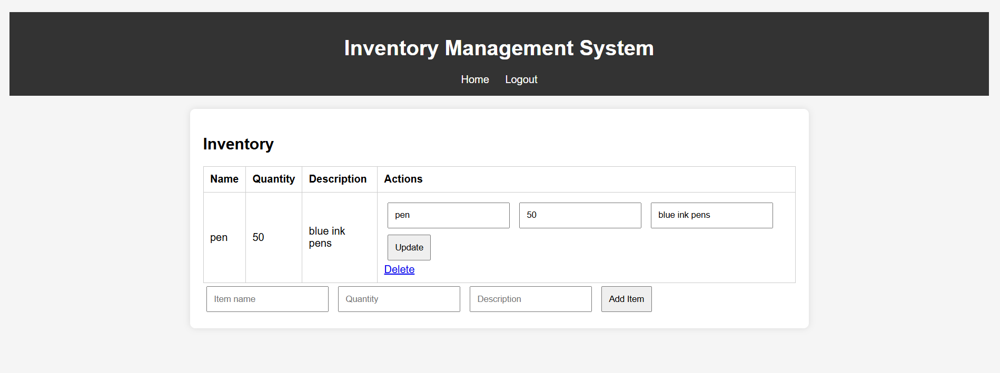 Inventory Management System
Home Logout
Inventory
Name Quantity Description Actions
pen 50 blue ink
pens
pen 50 blue ink pens
Update
Delete
Item name Quantity Description Add Item